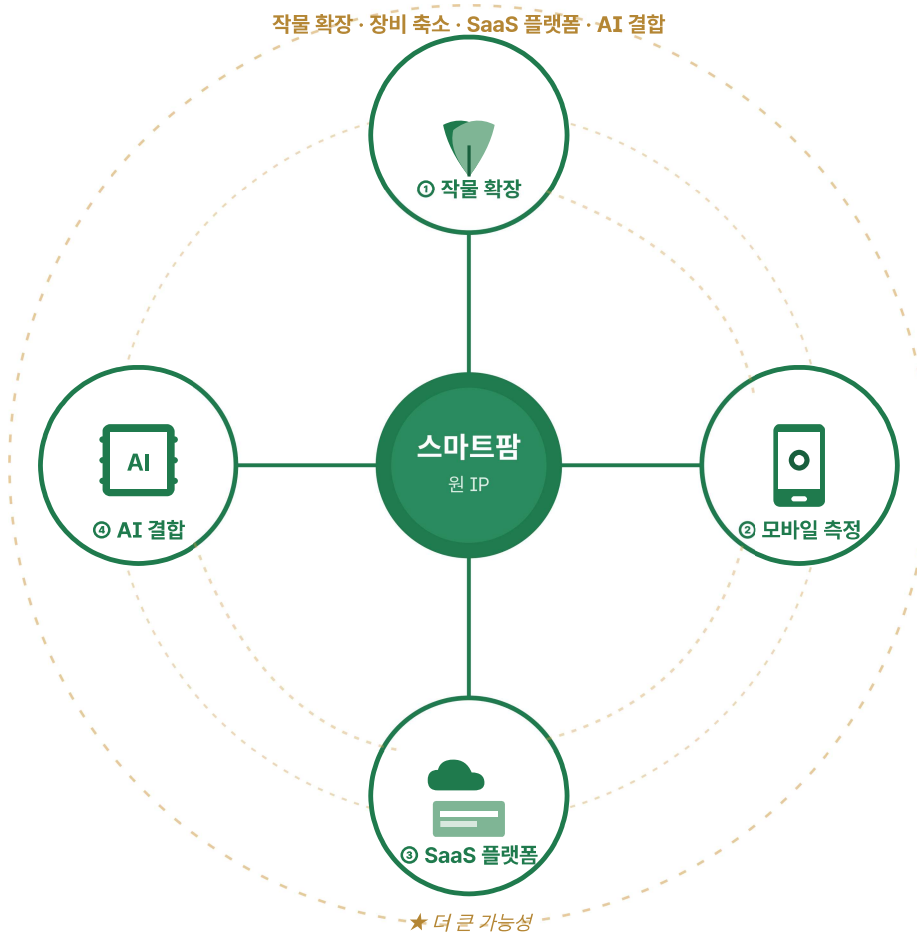 작물 확장 · 장비 축소 · SaaS 플랫폼 · AI 결합
① 작물 확장
스마트팜
원 IP
AI
④ AI 결합
② 모바일 측정
③ SaaS 플랫폼
★ 더 큰 가능성